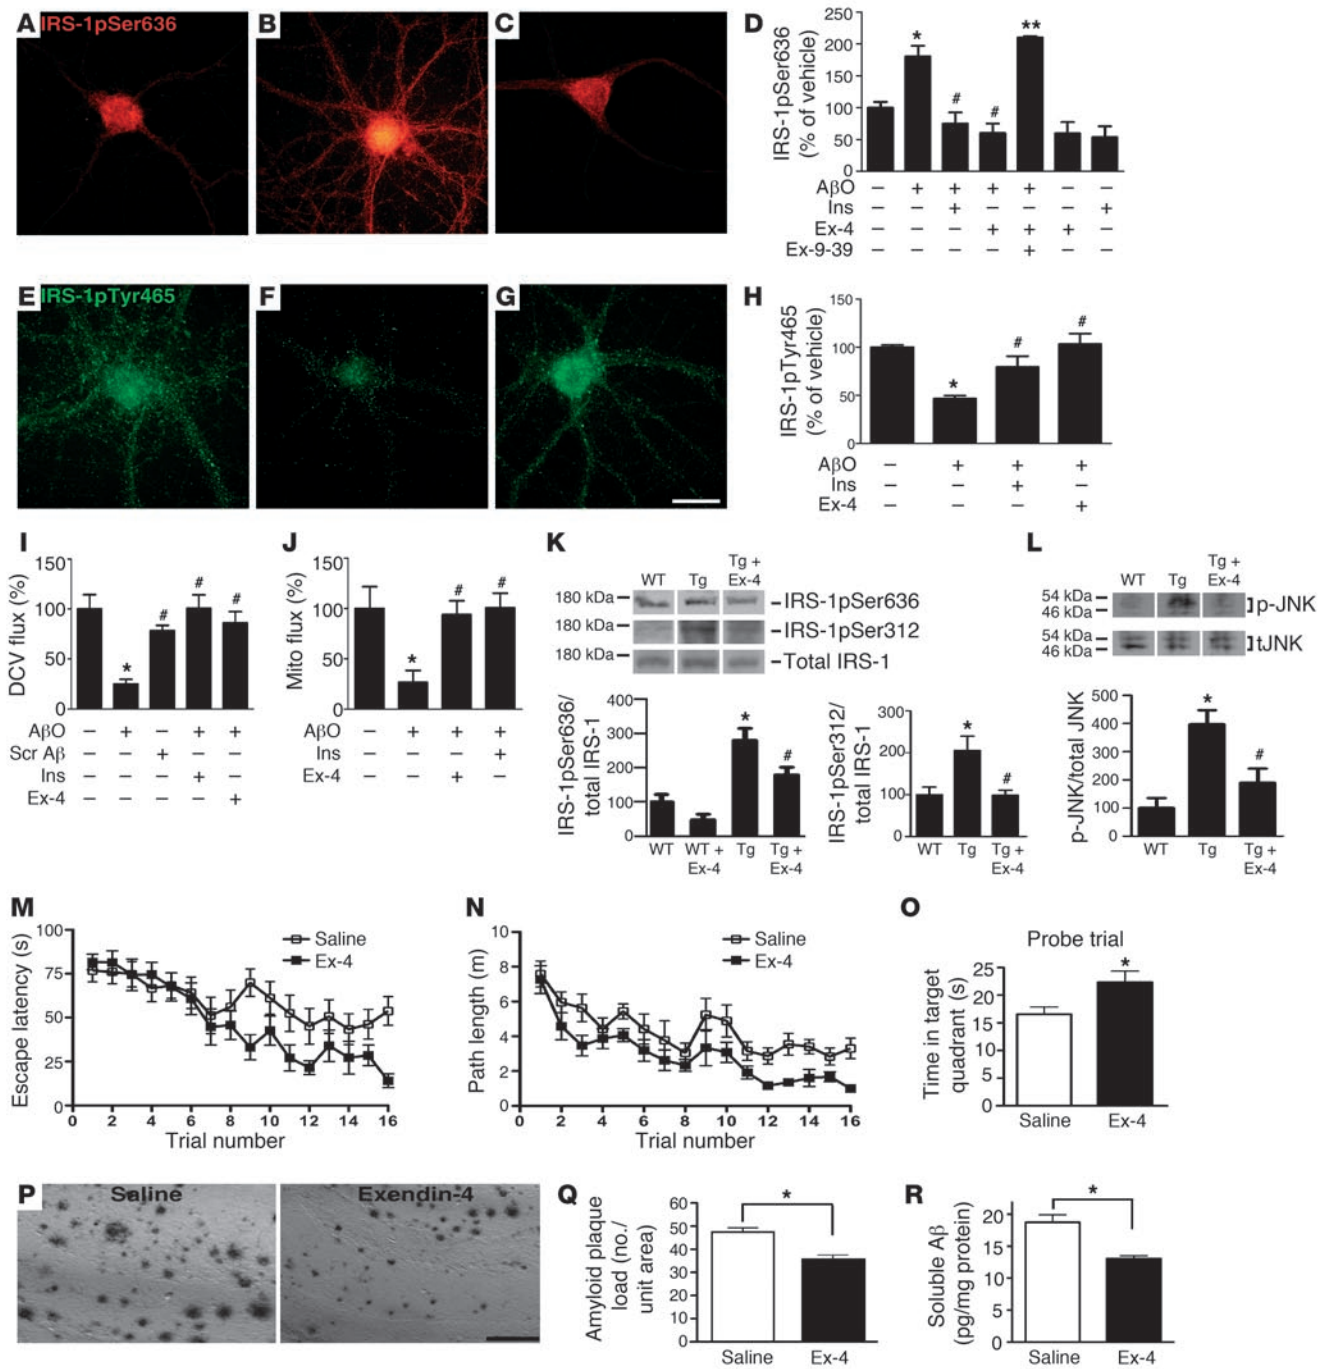 A IRS-1pSer636
B
C
D
IRS-1pSer636
(% of vehicle)
250
200
150
100
50
0
*
#
#
**
AβO – + + + + – –
Ins – – + – – – +
Ex-4 – – – + + + –
Ex-9-39 – – – – + – –
E IRS-1pTyr465
F
G
H
IRS-1pTyr465
(% of vehicle)
150
100
50
0
*
#
#
AβO – + + +
Ins – – + –
Ex-4 – – – +
I
DCV flux (%)
150
100
50
0
*
#
#
#
AβO – + – + +
Scr Aβ – – + – –
Ins – – – + –
Ex-4 – – – – +
J
Mito flux (%)
150
100
50
0
*
#
#
AβO – + + +
Ins – – – +
Ex-4 – – + –
K
WT Tg Tg +
Ex-4
180 kDa IRS-1pSer636
180 kDa IRS-1pSer312
180 kDa Total IRS-1
IRS-1pSer636/
total IRS-1
400
300
200
100
0
*
#
WT WT + Tg Tg +
Ex-4 Ex-4
IRS-1pSer312/
total IRS-1
300
200
100
0
*
#
WT Tg Tg +
Ex-4
L
WT Tg Tg +
Ex-4
54 kDa
46 kDa
p-JNK
54 kDa
46 kDa
tJNK
p-JNK/total JNK
500
400
300
200
100
0
*
#
WT Tg Tg +
Ex-4
M
Escape latency (s)
100
75
50
25
0
Saline
Ex-4
0 2 4 6 8 10 12 14 16
Trial number
N
Path length (m)
10
8
6
4
2
0
Saline
Ex-4
0 2 4 6 8 10 12 14 16
Trial number
O
Probe trial
Time in target
quadrant (s)
25
20
15
10
5
0
*
Saline Ex-4
P Saline Exendin-4
Q
Amyloid plaque
load (no./
unit area)
60
50
40
30
20
10
0
*
Saline Ex-4
R
Soluble Aβ
(pg/mg protein)
20
15
10
5
0
*
Saline Ex-4